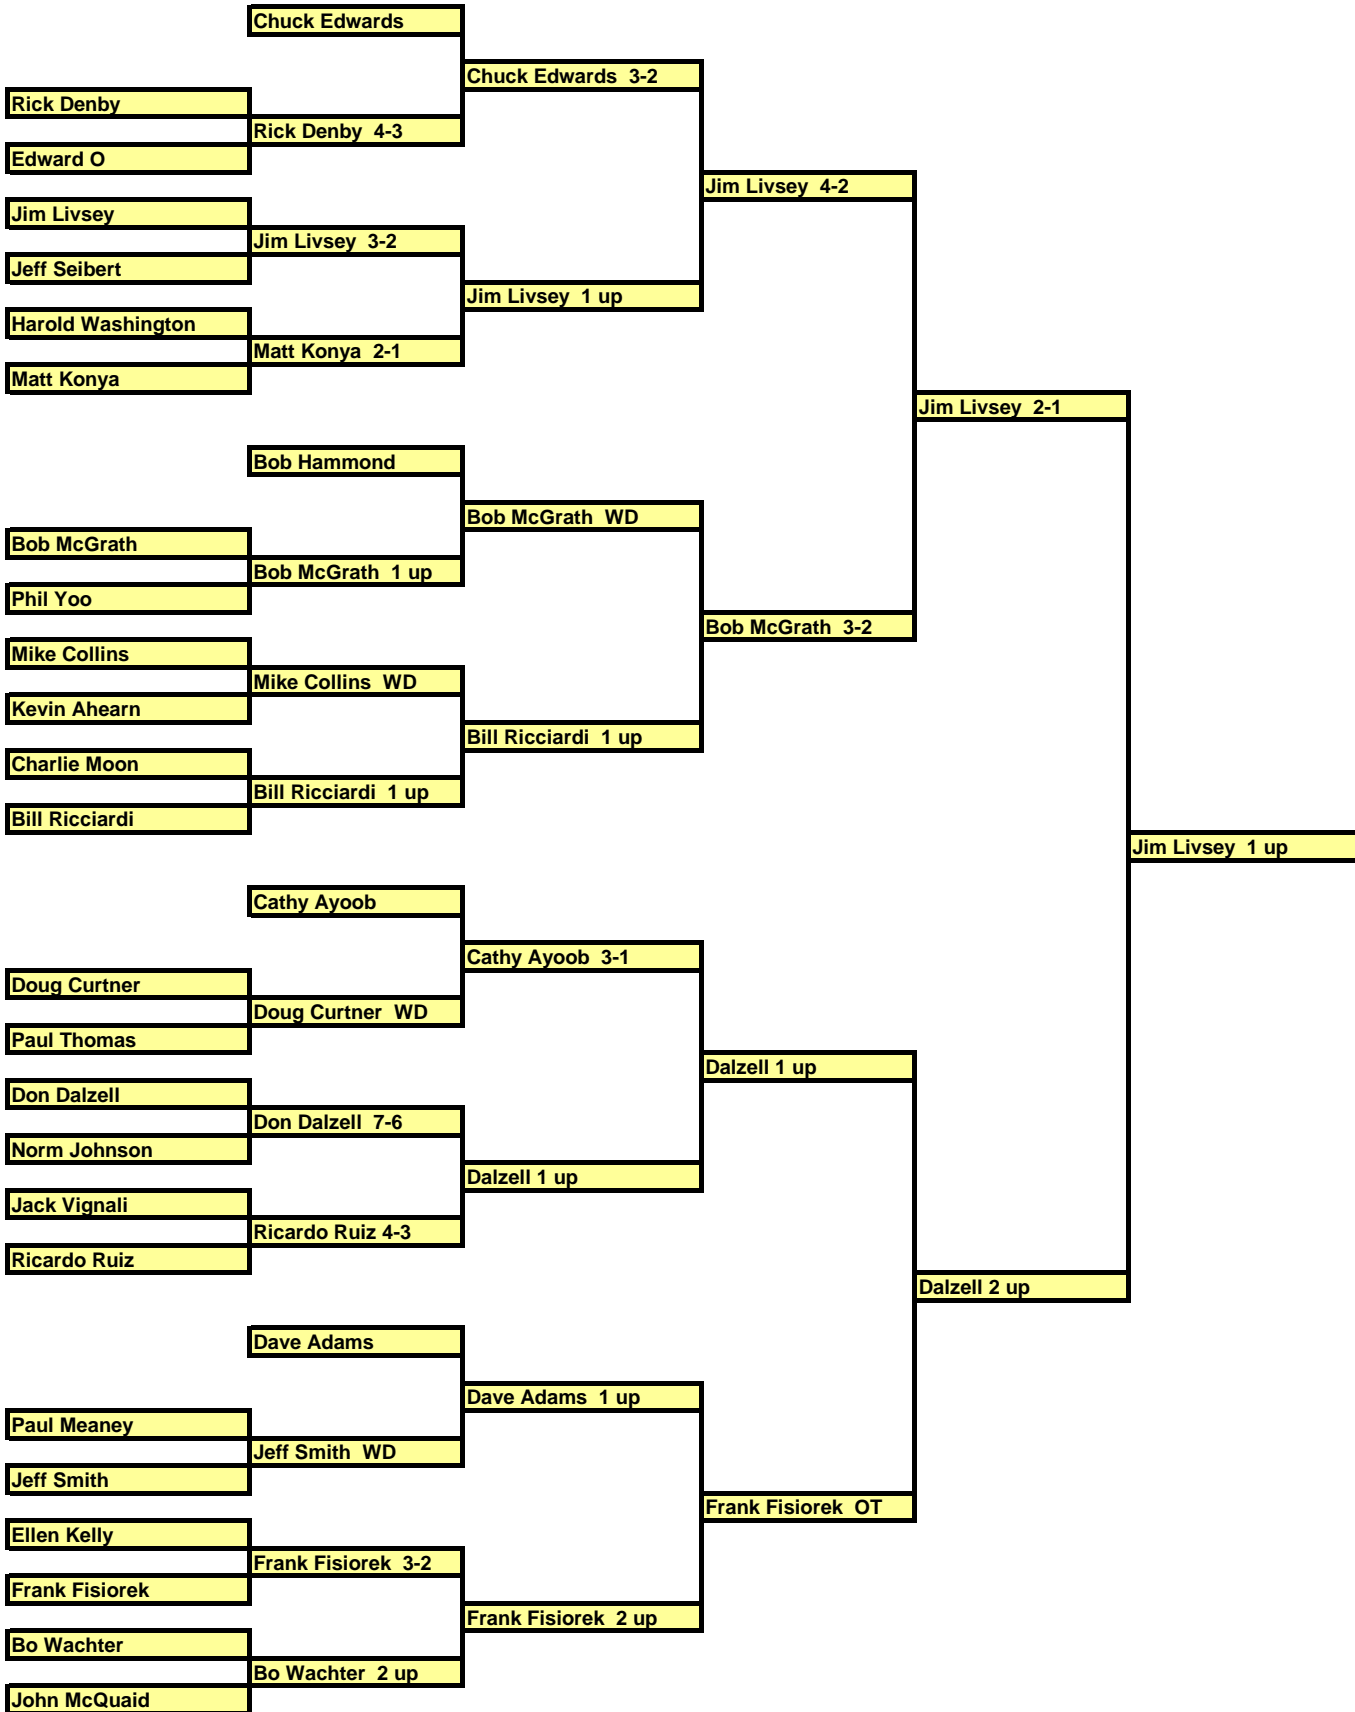 Chuck Edwards
Chuck Edwards  3-2
Rick Denby
Rick Denby  4-3
Edward O
Jim Livsey  4-2
Jim Livsey
Jim Livsey  3-2
Jeff Seibert
Jim Livsey  1 up
Harold Washington
Matt Konya  2-1
Matt Konya
Jim Livsey  2-1
Bob Hammond
Bob McGrath  WD
Bob McGrath
Bob McGrath  1 up
Phil Yoo
Bob McGrath  3-2
Mike Collins
Mike Collins  WD
Kevin Ahearn
Bill Ricciardi  1 up
Charlie Moon
Bill Ricciardi  1 up
Bill Ricciardi
Jim Livsey  1 up
Cathy Ayoob
Cathy Ayoob  3-1
Doug Curtner
Doug Curtner  WD
Paul Thomas
Dalzell 1 up
Don Dalzell
Don Dalzell  7-6
Norm Johnson
Dalzell 1 up
Jack Vignali
Ricardo Ruiz 4-3
Ricardo Ruiz
Dalzell 2 up
Dave Adams
Dave Adams  1 up
Paul Meaney
Jeff Smith  WD
Jeff Smith
Frank Fisiorek  OT
Ellen Kelly
Frank Fisiorek  3-2
Frank Fisiorek
Frank Fisiorek  2 up
Bo Wachter
Bo Wachter  2 up
John McQuaid